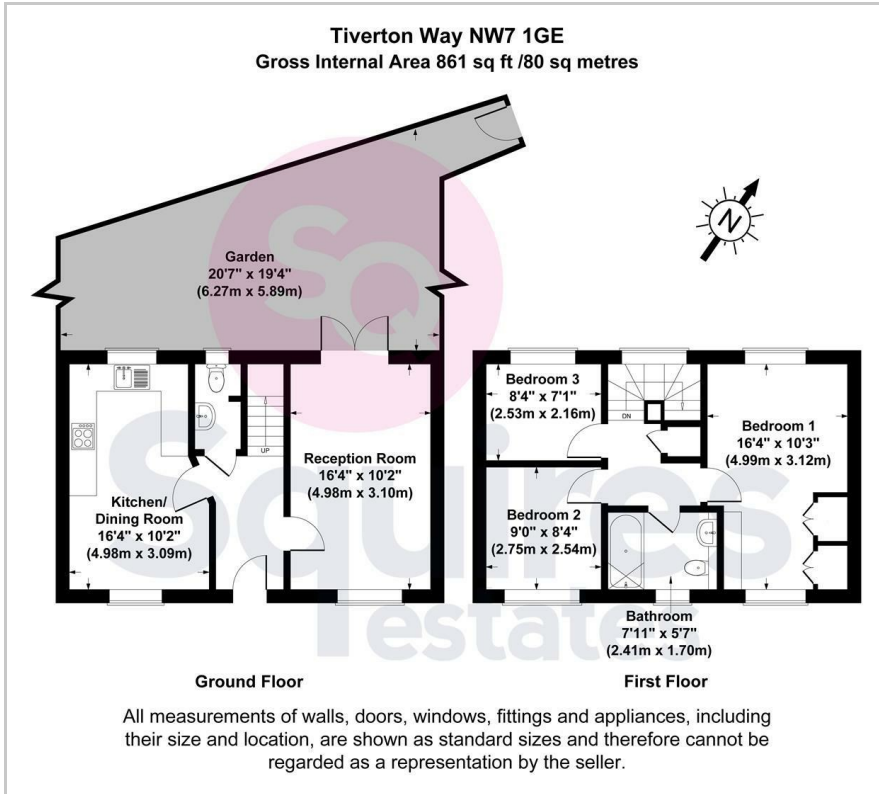 Tiverton Way NW7 1GE
Gross Internal Area 861 sq ft /80 sq metres
SQ
Garden
20'7" x 19'4"
(6.27m x 5.89m)
N
Kitchen/
Dining Room
16'4" x 10'2"
(4.98m x 3.09m)
UP
Reception Room
16'4" x 10'2"
(4.98m x 3.10m)
Bedroom 3
8'4" x 7'1"
(2.53m x 2.16m)
DN
Bedroom 1
16'4" x 10'3"
(4.99m x 3.12m)
Bedroom 2
9'0" x 8'4"
(2.75m x 2.54m)
Bathroom
7'11" x 5'7"
(2.41m x 1.70m)
Squires
estates
Ground Floor
First Floor
All measurements of walls, doors, windows, fittings and appliances, including
their size and location, are shown as standard sizes and therefore cannot be
regarded as a representation by the seller.